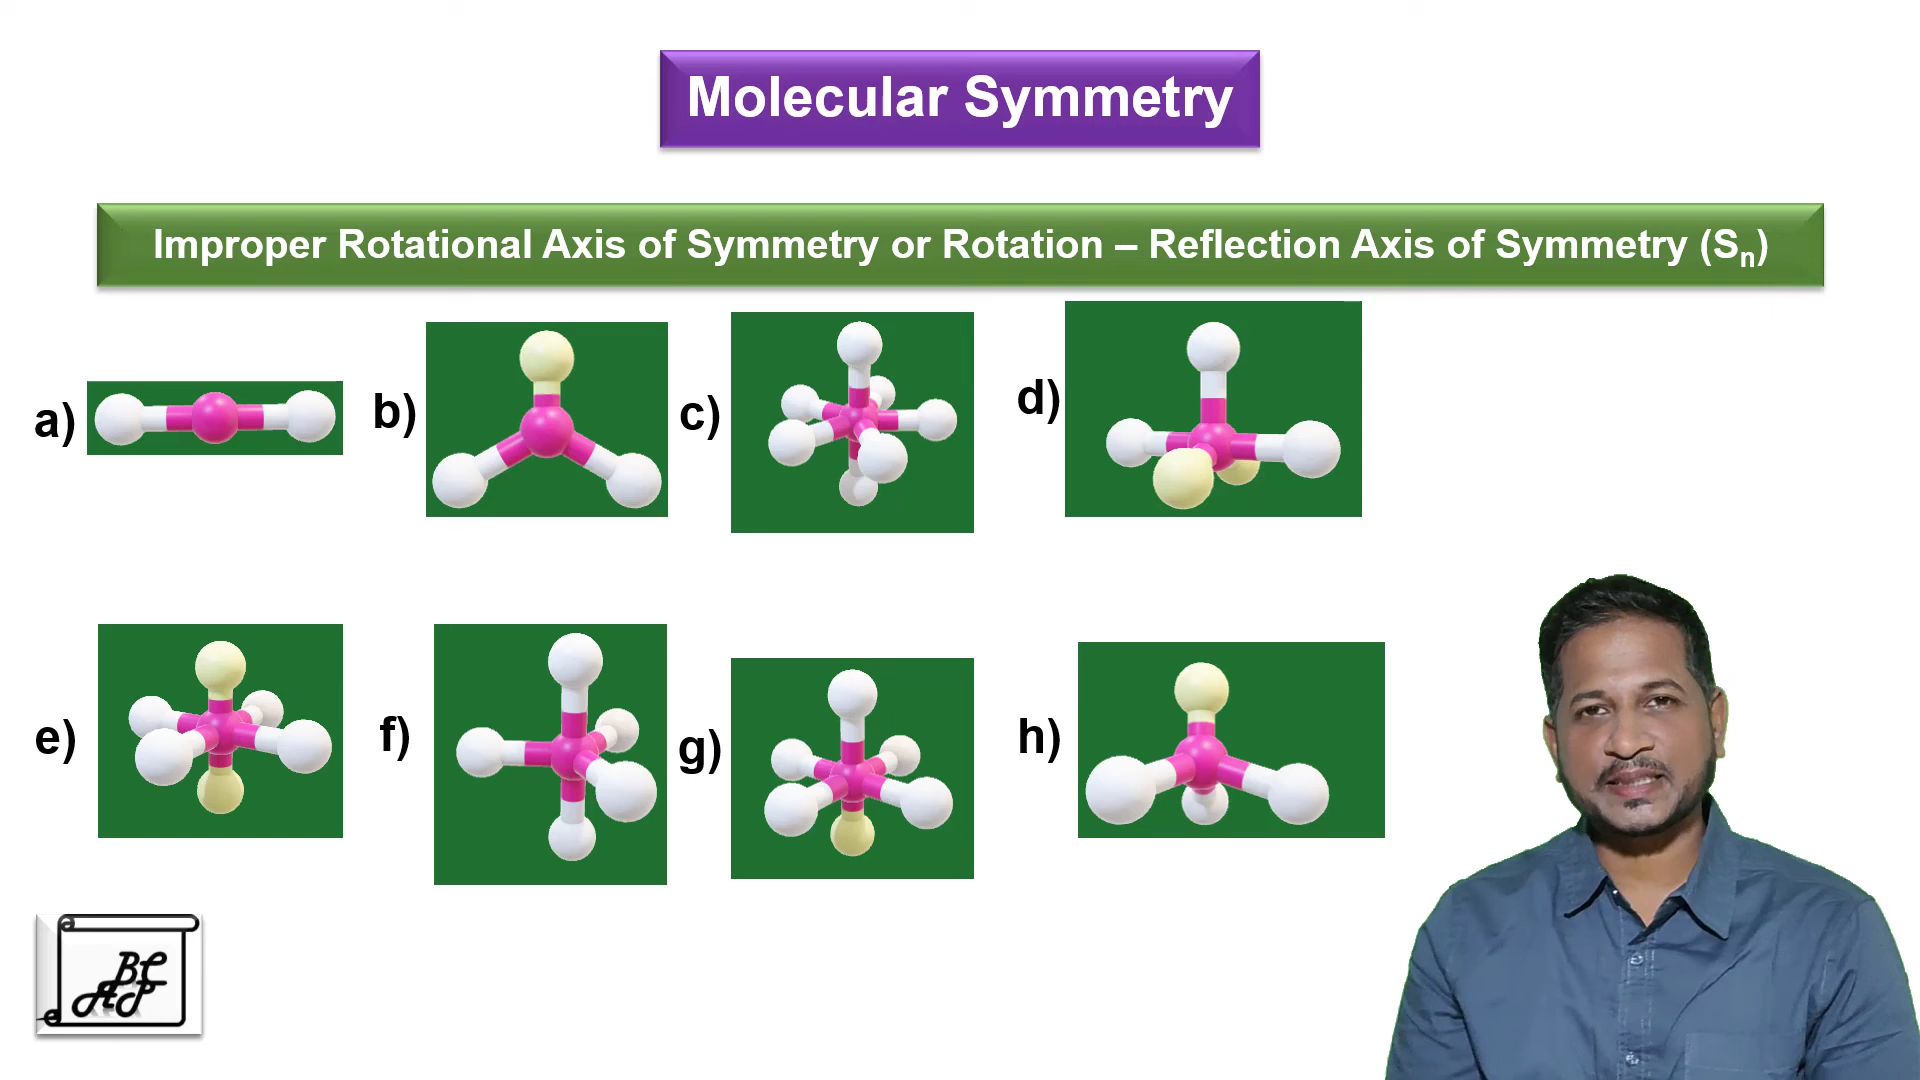 Molecular Symmetry
Improper Rotational Axis of Symmetry or Rotation – Reflection Axis of Symmetry (Sn)
a)
b)
c)
d)
e)
f)
g)
h)